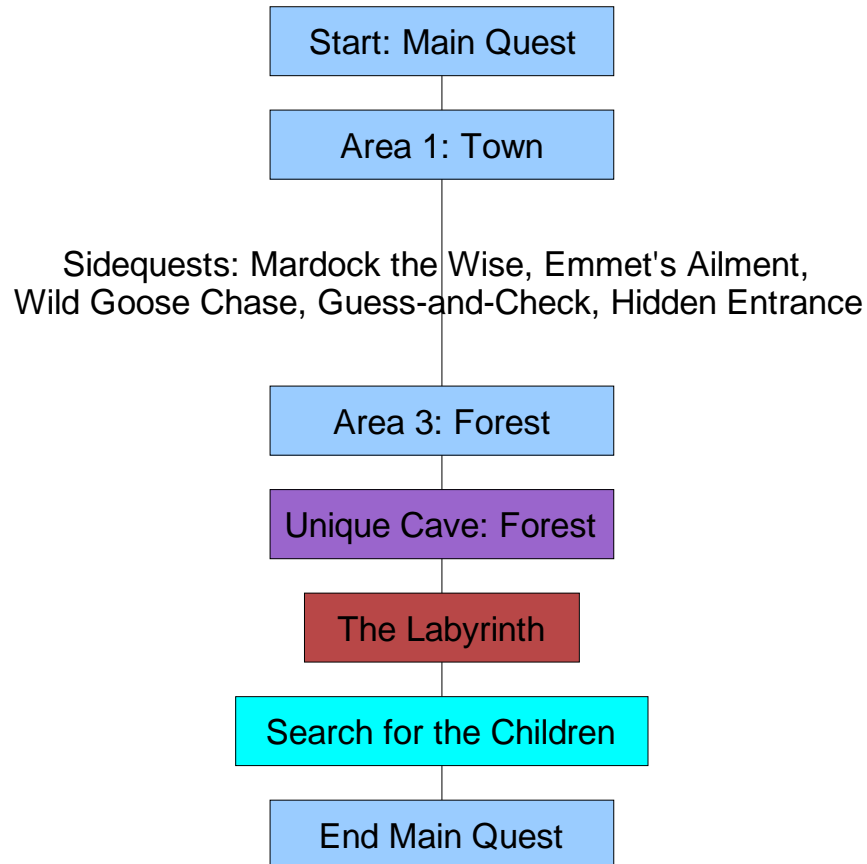 Start: Main Quest
Area 1: Town
Sidequests: Mardock the Wise, Emmet's Ailment,
Wild Goose Chase, Guess-and-Check, Hidden Entrance
Area 3: Forest
Unique Cave: Forest
The Labyrinth
Search for the Children
End Main Quest